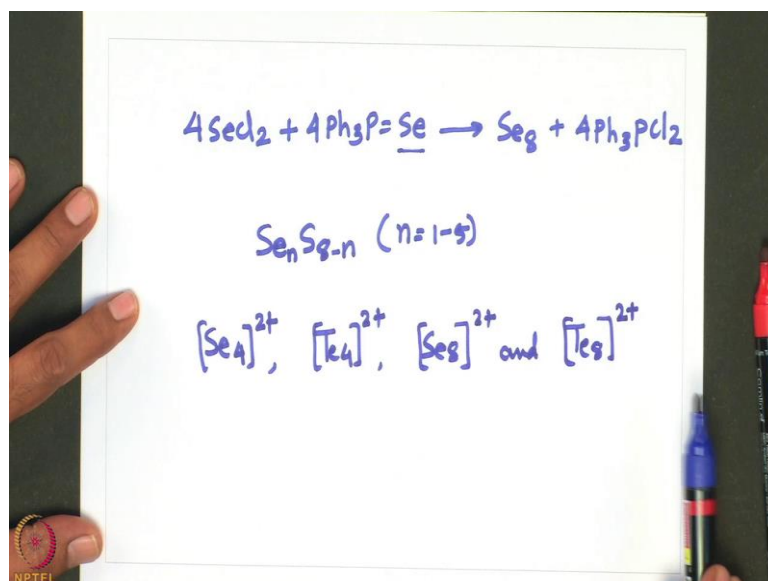 4SeCl₂ + 4Ph₃P=Se → Se₈ + 4Ph₃PCl₂
SeₙS₈₋ₙ (n=1-5)
[Se₄]²⁺, [Te₄]²⁺, [Se₈]²⁺ and [Te₈]²⁺
NPTEL